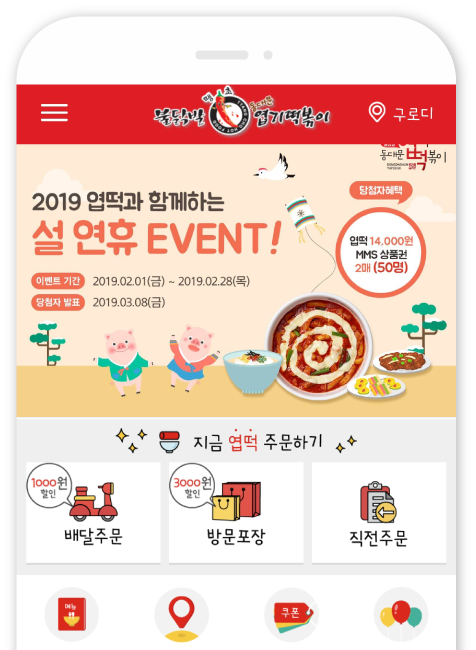 불닭발
땡초
동대문
엽기떡볶이
구로디
동대문 엽떡볶이
2019 엽떡과 함께하는
설 연휴 EVENT!
당첨자혜택
엽떡 14,000원
MMS 상품권
2매 (50명)
이벤트 기간 2019.02.01(금) ~ 2019.02.28(목)
당첨자 발표 2019.03.08(금)
지금 엽떡 주문하기
1000원
할인
배달주문
3000원
할인
방문포장
직전주문
메뉴
쿠폰